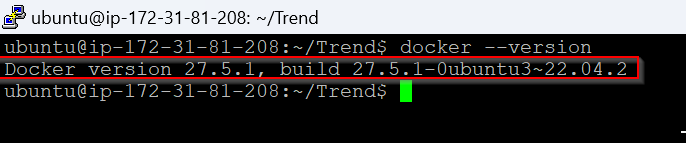 ubuntu@ip-172-31-81-208: ~/Trend
ubuntu@ip-172-31-81-208:~/Trend$ docker --version
Docker version 27.5.1, build 27.5.1-0ubuntu3~22.04.2
ubuntu@ip-172-31-81-208:~/Trend$